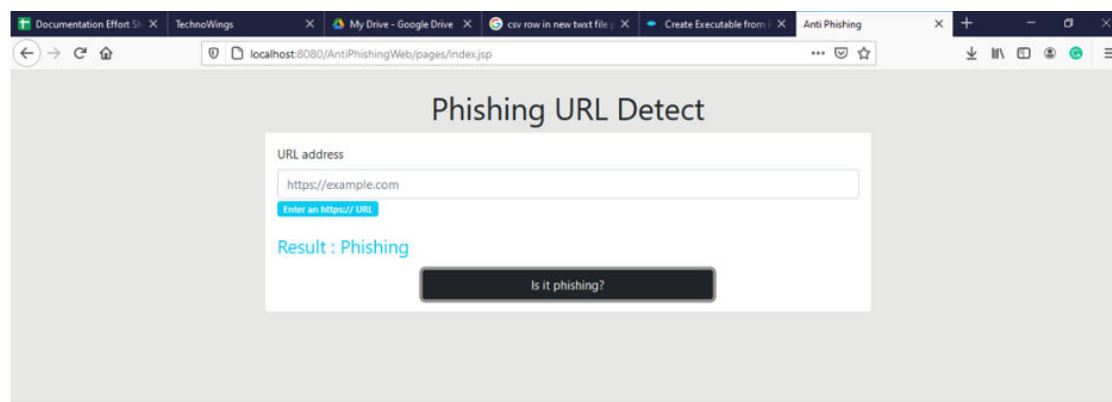 Documentation Effort Sh
TechnoWings
My Drive - Google Drive
csv row in new twxt file p
Create Executable from
Anti Phishing
localhost:8080/AntiPhishingWeb/pages/index.jsp
Phishing URL Detect
URL address
https://example.com
Enter an https:// URL
Result : Phishing
Is it phishing?